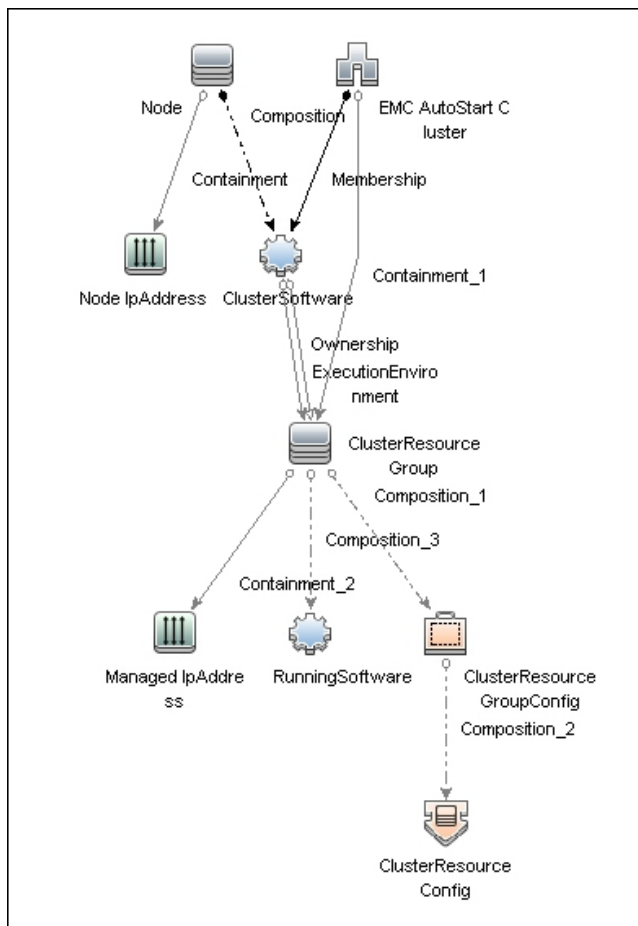 Node
Composition
EMC AutoStart C
luster
Containment
Membership
Node IpAddress
ClusterSoftware
Containment_1
Ownership
ExecutionEnviro
nment
ClusterResource
Group
Composition_1
Composition_3
Containment_2
Managed IpAddre
ss
RunningSoftware
ClusterResource
GroupConfig
Composition_2
ClusterResource
Config